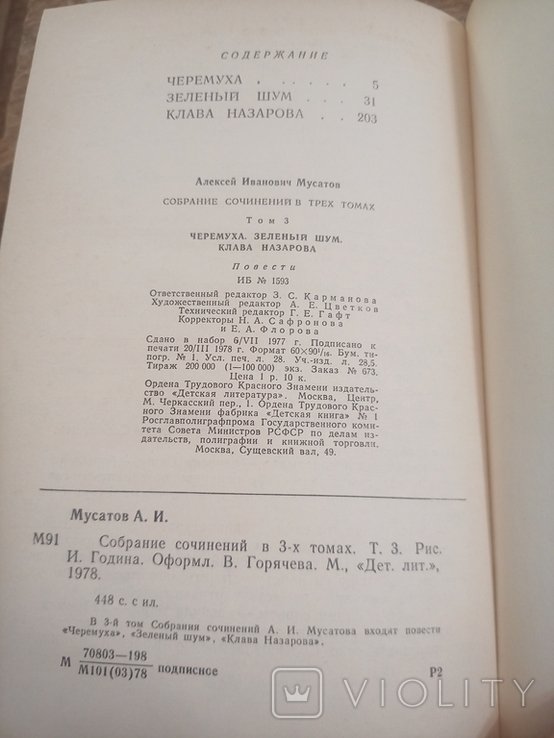 СОДЕРЖАНИЕ
ЧЕРЕМУХА . . . . . . 5
ЗЕЛЕНЫЙ ШУМ . . . 31
КЛАВА НАЗАРОВА . . 203
Алексей Иванович Мусатов
СОБРАНИЕ СОЧИНЕНИЙ В ТРЕХ ТОМАХ
Том 3
ЧЕРЕМУХА. ЗЕЛЕНЫЙ ШУМ.
КЛАВА НАЗАРОВА
Повести
ИБ № 1593
Ответственный редактор З. С. Карманова
Художественный редактор А. Е. Цветков
Технический редактор Г. Е. Гафт
Корректоры Н. А. Сафронова
и Е. А. Флорова
Сдано в набор 6/VII 1977 г. Подписано к
печати 20/III 1978 г. Формат 60×90¹/₁₆. Бум. ти-
погр. № 1. Усл. печ. л. 28. Уч.-изд. л. 28,5.
Тираж 200 000 (1—100 000) экз. Заказ № 673.
Цена 1 р. 10 к.
Ордена Трудового Красного Знамени издатель-
ство «Детская литература». Москва, Центр,
М. Черкасский пер., 1. Ордена Трудового Крас-
ного Знамени фабрика «Детская книга» № 1
Росглавполиграфпрома Государственного коми-
тета Совета Министров РСФСР по делам из-
дательств, полиграфии и книжной торговли.
Москва, Сущевский вал, 49.
Мусатов А. И.
М91 Собрание сочинений в 3-х томах. Т. 3. Рис.
И. Година. Оформл. В. Горячева. М., «Дет. лит.»,
1978.
448 с. с ил.
В 3-й том Собрания сочинений А. И. Мусатова входят повести
«Черемуха», «Зеленый шум», «Клава Назарова».
М 70803—198 / М101(03)78 подписное Р2
VIOLITY